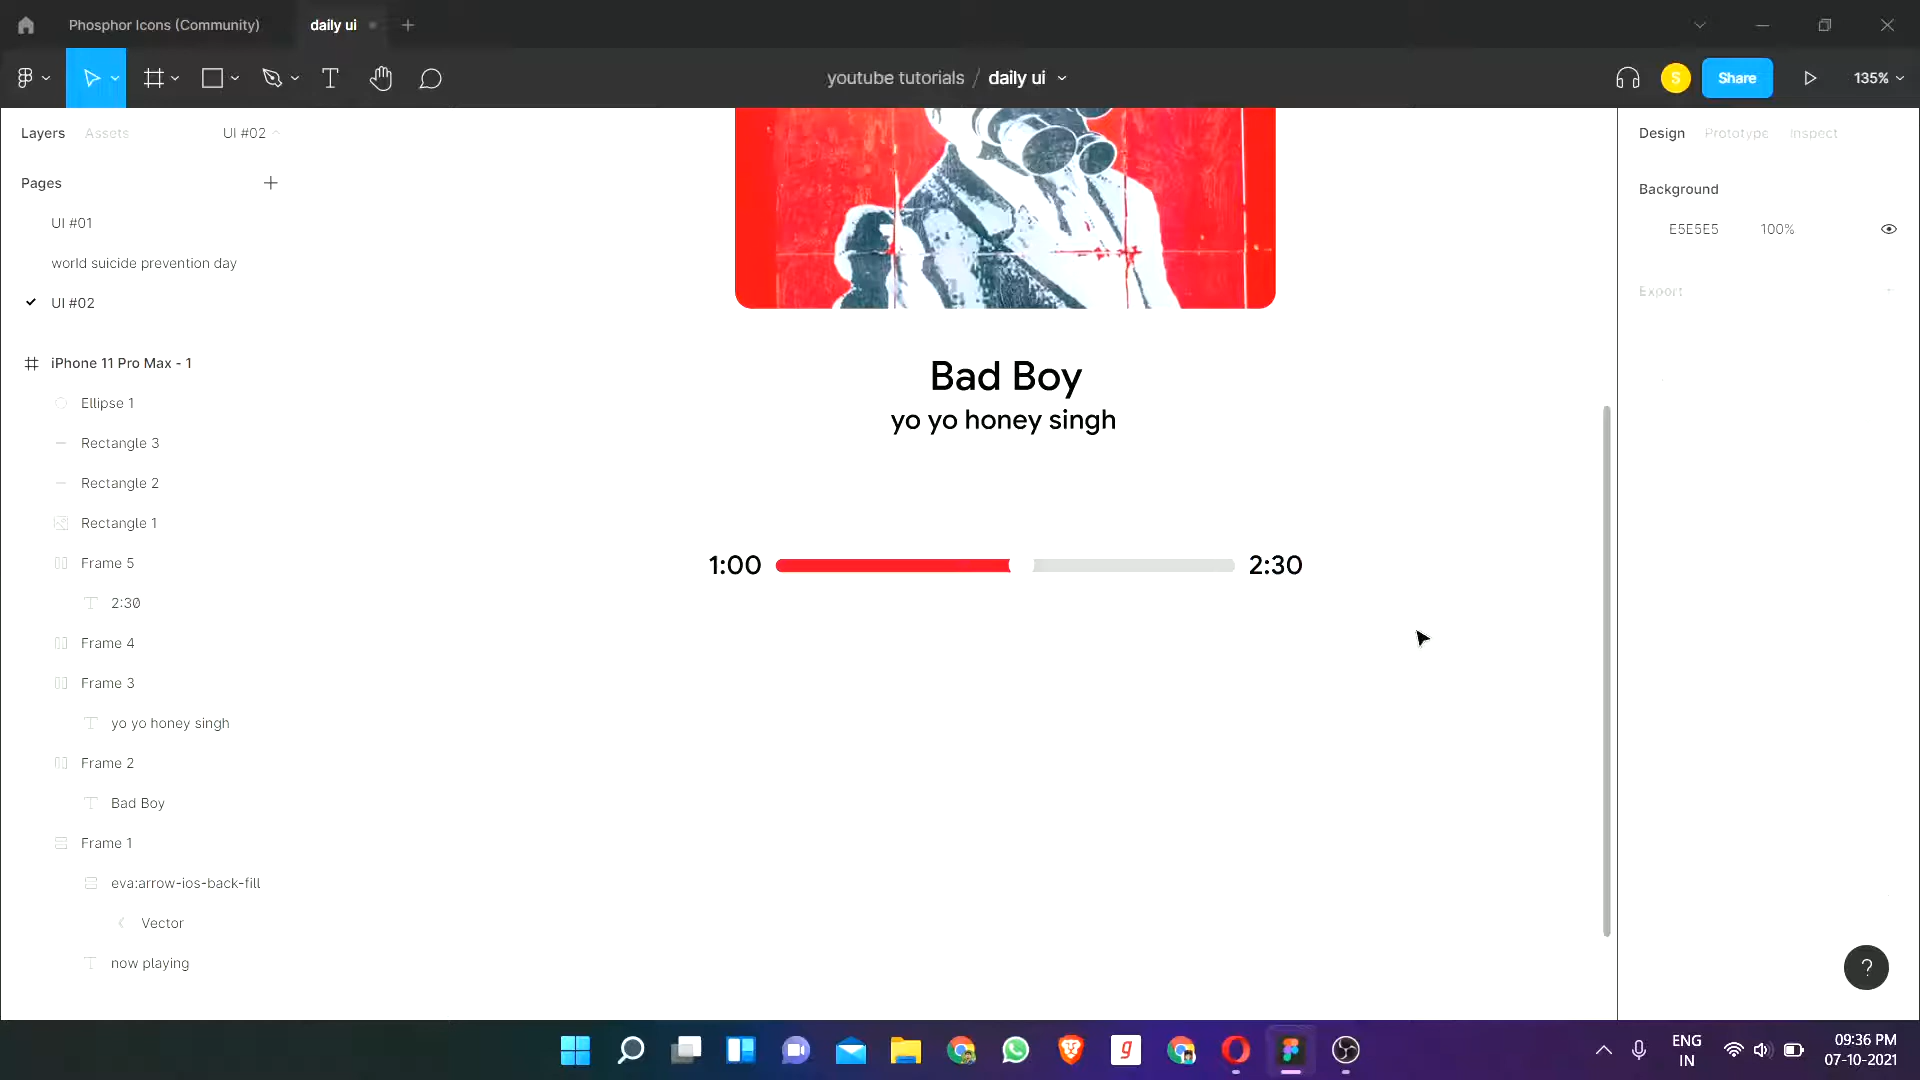 Phosphor Icons (Community)
daily ui
youtube tutorials / daily ui
S
Share
135%
Layers
Assets
UI #02
Pages
UI #01
world suicide prevention day
UI #02
iPhone 11 Pro Max - 1
Ellipse 1
Rectangle 3
Rectangle 2
Rectangle 1
Frame 5
2:30
Frame 4
Frame 3
yo yo honey singh
Frame 2
Bad Boy
Frame 1
eva:arrow-ios-back-fill
Vector
now playing
Bad Boy
yo yo honey singh
1:00
2:30
Design
Prototype
Inspect
Background
E5E5E5
100%
Export
?
g
ENG
IN
09:36 PM
07-10-2021